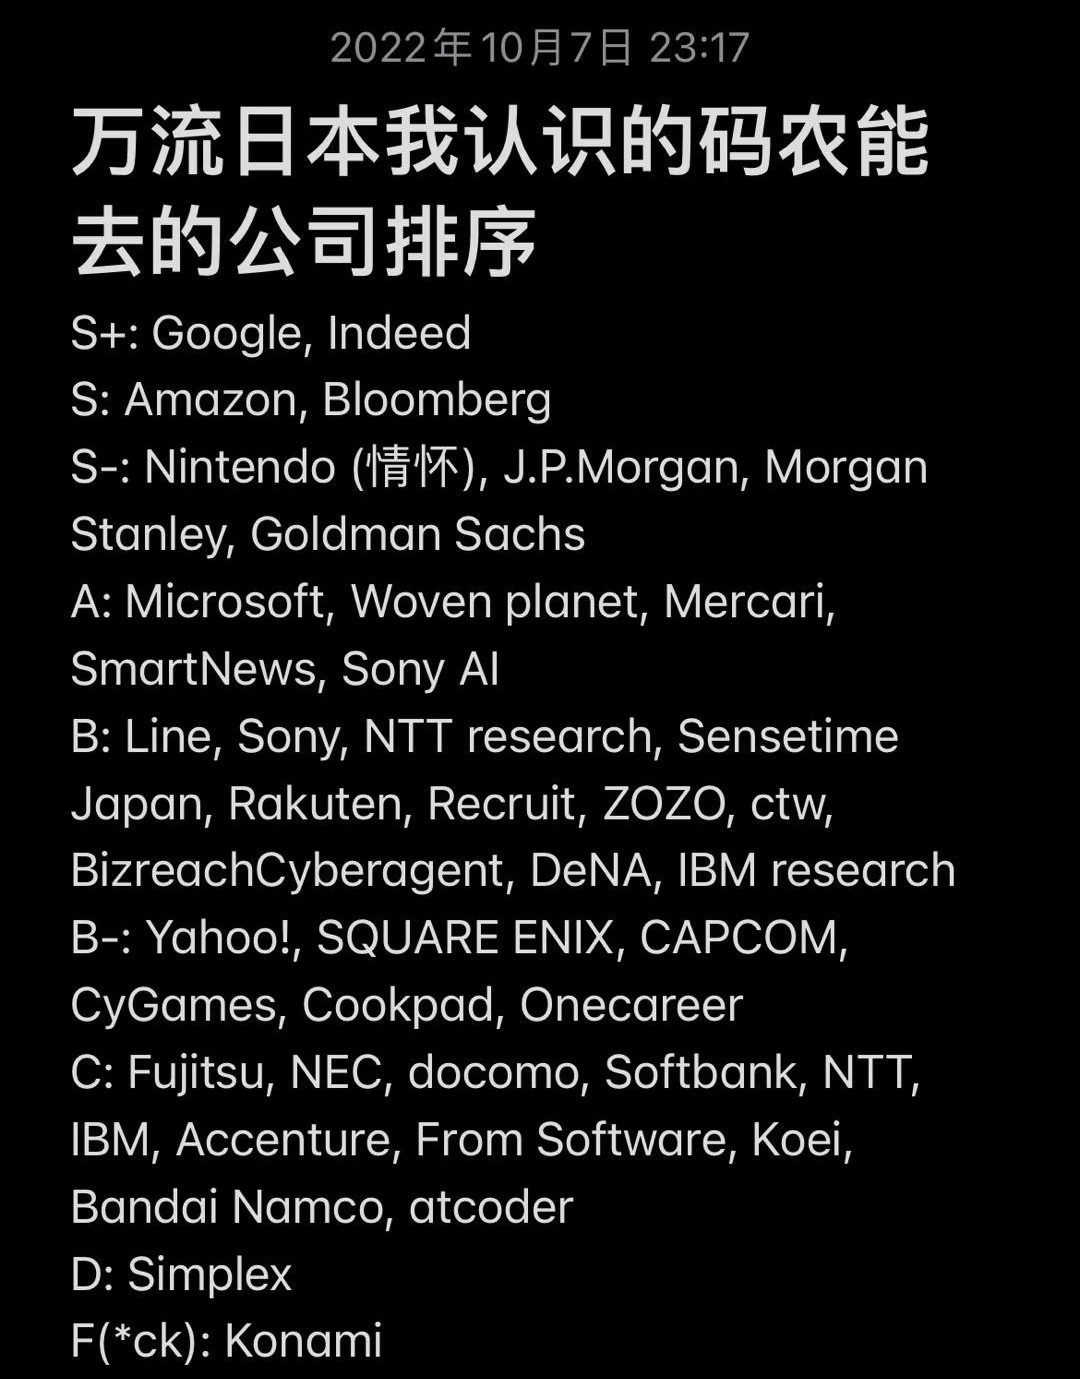 2022年10月7日 23:17
万流日本我认识的码农能
去的公司排序
S+: Google, Indeed
S: Amazon, Bloomberg
S-: Nintendo (情怀), J.P.Morgan, Morgan
Stanley, Goldman Sachs
A: Microsoft, Woven planet, Mercari,
SmartNews, Sony AI
B: Line, Sony, NTT research, Sensetime
Japan, Rakuten, Recruit, ZOZO, ctw,
BizreachCyberagent, DeNA, IBM research
B-: Yahoo!, SQUARE ENIX, CAPCOM,
CyGames, Cookpad, Onecareer
C: Fujitsu, NEC, docomo, Softbank, NTT,
IBM, Accenture, From Software, Koei,
Bandai Namco, atcoder
D: Simplex
F(*ck): Konami